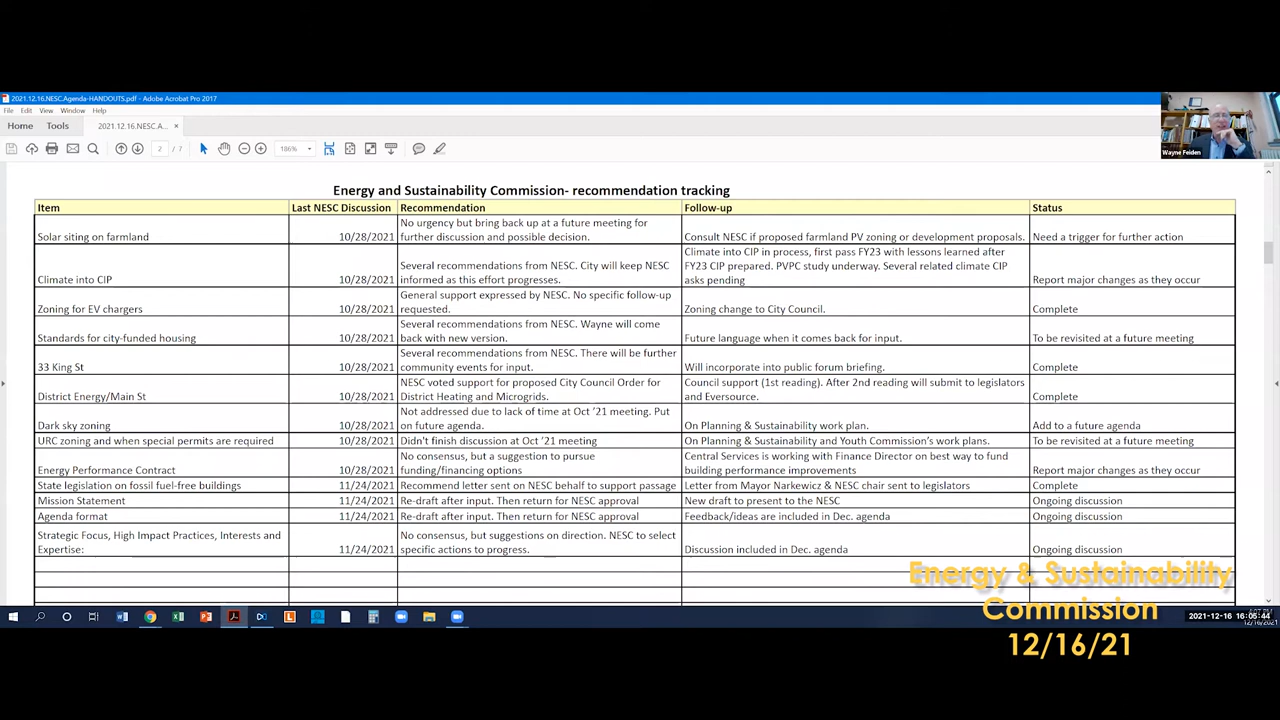 2021.12.16.NESC.Agenda-HANDOUTS.pdf - Adobe Acrobat Pro 2017
File Edit View Window Help
Home Tools 2021.12.16.NESC.A... ×
2 / 7 186%
Wayne Feiden
Energy and Sustainability Commission- recommendation tracking
Item Last NESC Discussion Recommendation Follow-up Status
No urgency but bring back up at a future meeting for
Solar siting on farmland 10/28/2021 further discussion and possible decision. Consult NESC if proposed farmland PV zoning or development proposals. Need a trigger for further action
Climate into CIP in process, first pass FY23 with lessons learned after
Several recommendations from NESC. City will keep NESC FY23 CIP prepared. PVPC study underway. Several related climate CIP
Climate into CIP 10/28/2021 informed as this effort progresses. asks pending Report major changes as they occur
General support expressed by NESC. No specific follow-up
Zoning for EV chargers 10/28/2021 requested. Zoning change to City Council. Complete
Several recommendations from NESC. Wayne will come
Standards for city-funded housing 10/28/2021 back with new version. Future language when it comes back for input. To be revisited at a future meeting
Several recommendations from NESC. There will be further
33 King St 10/28/2021 community events for input. Will incorporate into public forum briefing. Complete
NESC voted support for proposed City Council Order for Council support (1st reading). After 2nd reading will submit to legislators
District Energy/Main St 10/28/2021 District Heating and Microgrids. and Eversource. Complete
Not addressed due to lack of time at Oct '21 meeting. Put
Dark sky zoning 10/28/2021 on future agenda. On Planning & Sustainability work plan. Add to a future agenda
URC zoning and when special permits are required 10/28/2021 Didn't finish discussion at Oct '21 meeting On Planning & Sustainability and Youth Commission's work plans. To be revisited at a future meeting
No consensus, but a suggestion to pursue Central Services is working with Finance Director on best way to fund
Energy Performance Contract 10/28/2021 funding/financing options building performance improvements Report major changes as they occur
State legislation on fossil fuel-free buildings 11/24/2021 Recommend letter sent on NESC behalf to support passage Letter from Mayor Narkewicz & NESC chair sent to legislators Complete
Mission Statement 11/24/2021 Re-draft after input. Then return for NESC approval New draft to present to the NESC Ongoing discussion
Agenda format 11/24/2021 Re-draft after input. Then return for NESC approval Feedback/ideas are included in Dec. agenda Ongoing discussion
Strategic Focus, High Impact Practices, Interests and No consensus, but suggestions on direction. NESC to select
Expertise: 11/24/2021 specific actions to progress. Discussion included in Dec. agenda Ongoing discussion
Energy & Sustainability
Commission
12/16/21
2021-12-16 16:05:44